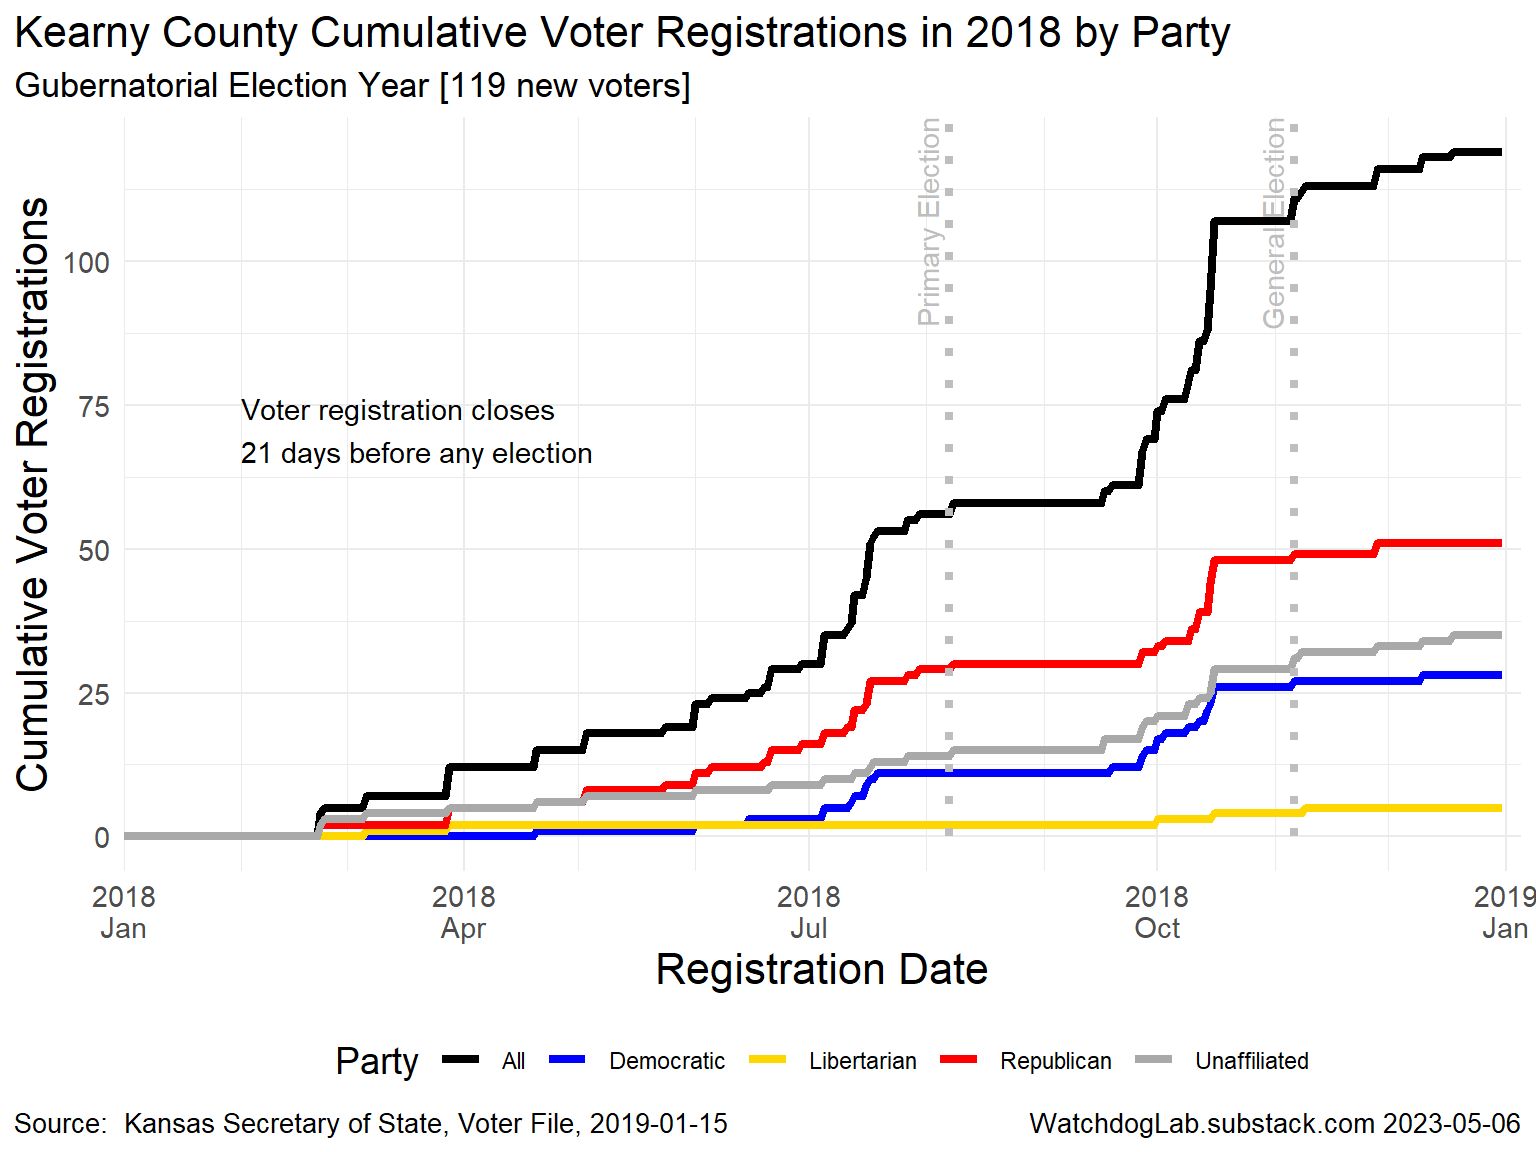 Kearny County Cumulative Voter Registrations in 2018 by Party
Gubernatorial Election Year [119 new voters]
Cumulative Voter Registrations
100
75
50
25
0
Primary Election
General Election
Voter registration closes
21 days before any election
2018 2018 2018 2018 2019
Jan Apr Jul Oct Jan
Registration Date
Party All Democratic Libertarian Republican Unaffiliated
Source:  Kansas Secretary of State, Voter File, 2019-01-15
WatchdogLab.substack.com 2023-05-06